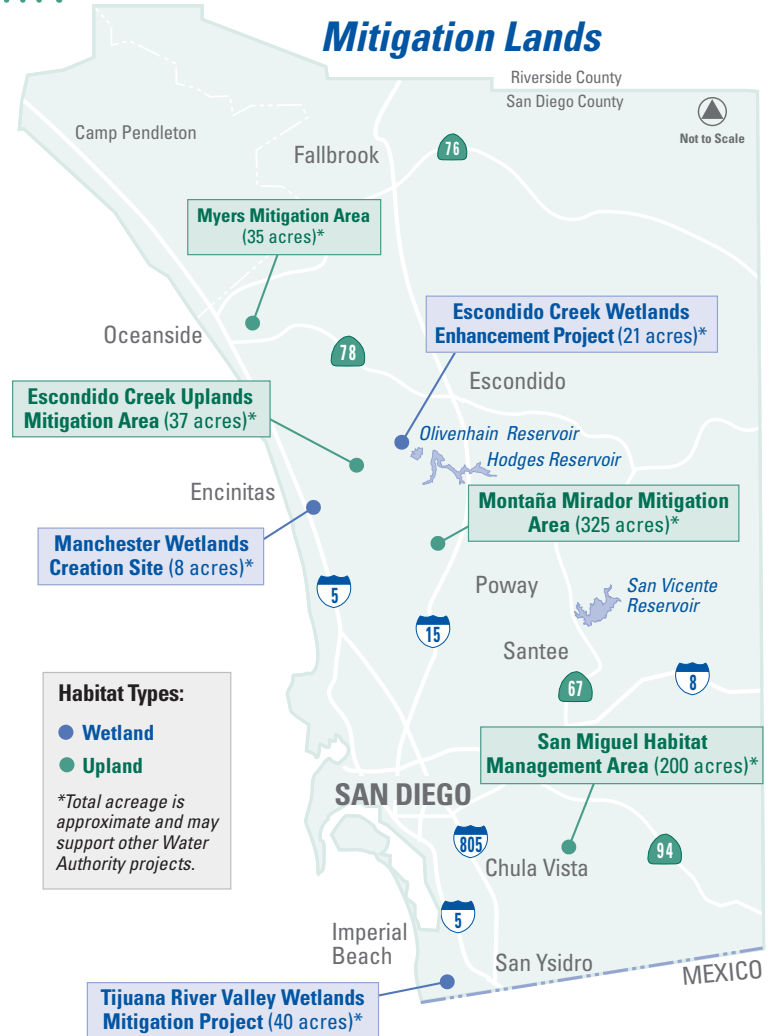 Mitigation Lands
Riverside County
San Diego County
Not to Scale
Camp Pendleton
Fallbrook
76
Myers Mitigation Area
(35 acres)*
Oceanside
Escondido Creek Wetlands
Enhancement Project (21 acres)*
78
Escondido
Escondido Creek Uplands
Mitigation Area (37 acres)*
Olivenhain Reservoir
Hodges Reservoir
Encinitas
Montaña Mirador Mitigation
Area (325 acres)*
Manchester Wetlands
Creation Site (8 acres)*
5
Poway
San Vicente
Reservoir
15
Santee
67
8
Habitat Types:
Wetland
Upland
*Total acreage is
approximate and may
support other Water
Authority projects.
San Miguel Habitat
Management Area (200 acres)*
SAN DIEGO
805
Chula Vista
94
5
Imperial
Beach
San Ysidro
MEXICO
Tijuana River Valley Wetlands
Mitigation Project (40 acres)*